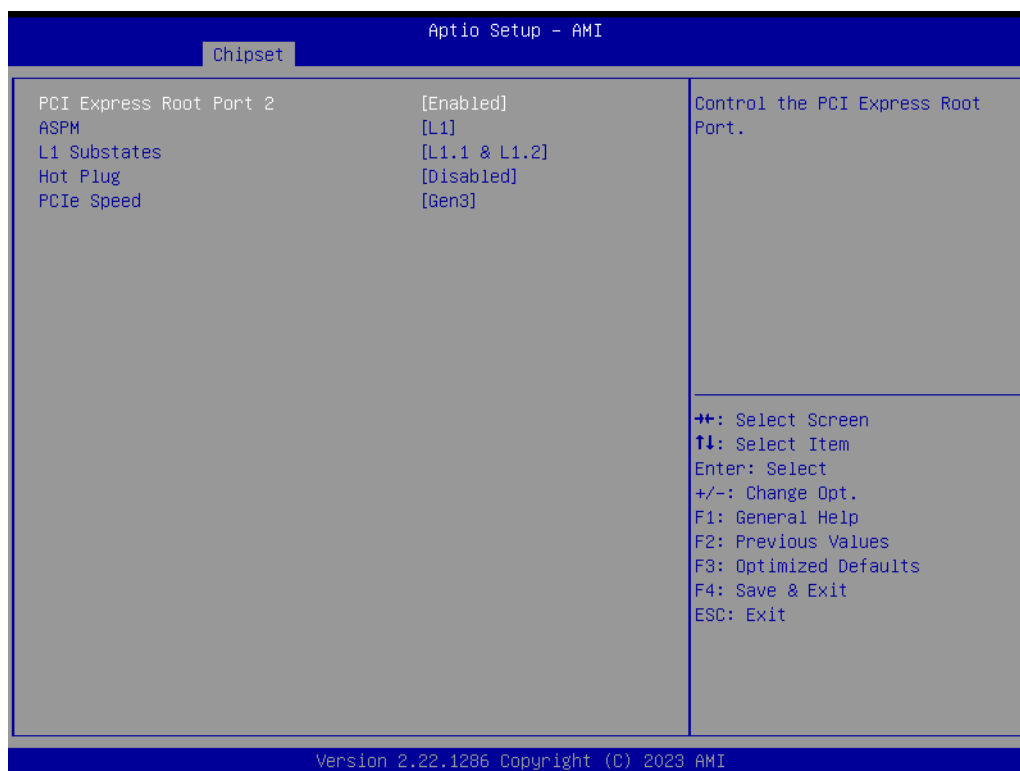 Aptio Setup – AMI
Chipset
PCI Express Root Port 2 [Enabled]
ASPM [L1]
L1 Substates [L1.1 & L1.2]
Hot Plug [Disabled]
PCIe Speed [Gen3]
Control the PCI Express Root
Port.
→←: Select Screen
↑↓: Select Item
Enter: Select
+/-: Change Opt.
F1: General Help
F2: Previous Values
F3: Optimized Defaults
F4: Save & Exit
ESC: Exit
Version 2.22.1286 Copyright (C) 2023 AMI